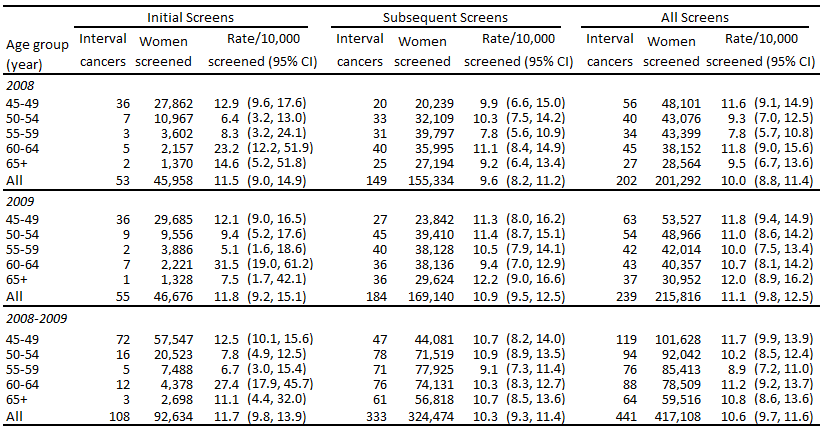 Initial Screens Subsequent Screens All Screens
Age group (year) Interval cancers Women screened Rate/10,000 screened (95% CI) Interval cancers Women screened Rate/10,000 screened (95% CI) Interval cancers Women screened Rate/10,000 screened (95% CI)
2008
45-49 36 27,862 12.9 (9.6, 17.6) 20 20,239 9.9 (6.6, 15.0) 56 48,101 11.6 (9.1, 14.9)
50-54 7 10,967 6.4 (3.2, 13.0) 33 32,109 10.3 (7.5, 14.2) 40 43,076 9.3 (7.0, 12.5)
55-59 3 3,602 8.3 (3.2, 24.1) 31 39,797 7.8 (5.6, 10.9) 34 43,399 7.8 (5.7, 10.8)
60-64 5 2,157 23.2 (12.2, 51.9) 40 35,995 11.1 (8.4, 14.9) 45 38,152 11.8 (9.0, 15.6)
65+ 2 1,370 14.6 (5.2, 51.8) 25 27,194 9.2 (6.4, 13.4) 27 28,564 9.5 (6.7, 13.6)
All 53 45,958 11.5 (9.0, 14.9) 149 155,334 9.6 (8.2, 11.2) 202 201,292 10.0 (8.8, 11.4)
2009
45-49 36 29,685 12.1 (9.0, 16.5) 27 23,842 11.3 (8.0, 16.2) 63 53,527 11.8 (9.4, 14.9)
50-54 9 9,556 9.4 (5.2, 17.6) 45 39,410 11.4 (8.7, 15.1) 54 48,966 11.0 (8.6, 14.2)
55-59 2 3,886 5.1 (1.6, 18.6) 40 38,128 10.5 (7.9, 14.1) 42 42,014 10.0 (7.5, 13.4)
60-64 7 2,221 31.5 (19.0, 61.2) 36 38,136 9.4 (7.0, 12.9) 43 40,357 10.7 (8.1, 14.2)
65+ 1 1,328 7.5 (1.7, 42.1) 36 29,624 12.2 (9.0, 16.6) 37 30,952 12.0 (8.9, 16.2)
All 55 46,676 11.8 (9.2, 15.1) 184 169,140 10.9 (9.5, 12.5) 239 215,816 11.1 (9.8, 12.5)
2008-2009
45-49 72 57,547 12.5 (10.1, 15.6) 47 44,081 10.7 (8.2, 14.0) 119 101,628 11.7 (9.9, 13.9)
50-54 16 20,523 7.8 (4.9, 12.5) 78 71,519 10.9 (8.9, 13.5) 94 92,042 10.2 (8.5, 12.4)
55-59 5 7,488 6.7 (3.0, 15.4) 71 77,925 9.1 (7.3, 11.4) 76 85,413 8.9 (7.2, 11.0)
60-64 12 4,378 27.4 (17.9, 45.7) 76 74,131 10.3 (8.3, 12.7) 88 78,509 11.2 (9.2, 13.7)
65+ 3 2,698 11.1 (4.4, 32.0) 61 56,818 10.7 (8.5, 13.6) 64 59,516 10.8 (8.6, 13.6)
All 108 92,634 11.7 (9.8, 13.9) 333 324,474 10.3 (9.3, 11.4) 441 417,108 10.6 (9.7, 11.6)